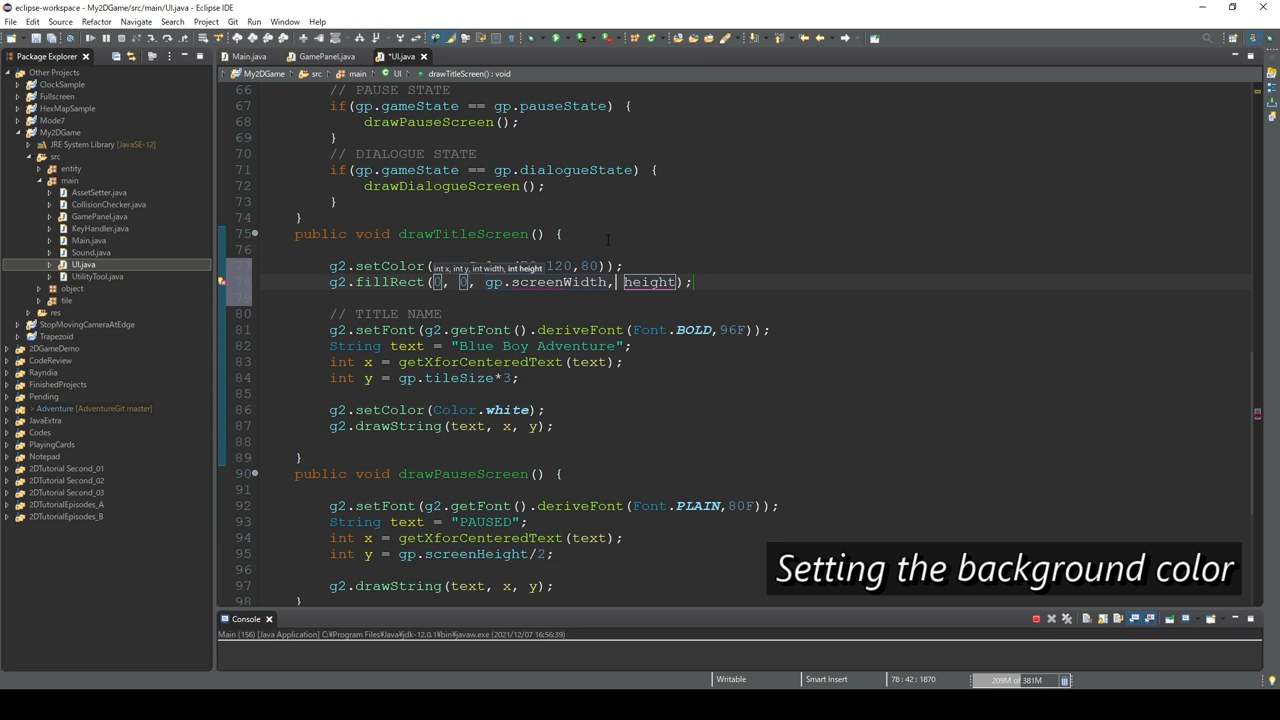 eclipse-workspace - My2DGame/src/main/UI.java - Eclipse IDE
File Edit Source Refactor Navigate Search Project Git Run Window Help
Package Explorer
Main.java GamePanel.java *UI.java
My2DGame src main UI drawTitleScreen() : void
Other Projects
ClockSample
Fullscreen
HexMapSample
Mode7
My2DGame
JRE System Library [JavaSE-12]
src
entity
main
AssetSetter.java
CollisionChecker.java
GamePanel.java
KeyHandler.java
Main.java
Sound.java
UI.java
UtilityTool.java
object
tile
res
StopMovingCameraAtEdge
Trapezoid
2DGameDemo
CodeReview
Rayndia
FinishedProjects
Pending
> Adventure [AdventureGit master]
JavaExtra
Codes
PlayingCards
Notepad
2DTutorial Second_01
2DTutorial Second_02
2DTutorial Second_03
2DTutorialEpisodes_A
2DTutorialEpisodes_B
66 // PAUSE STATE
67 if(gp.gameState == gp.pauseState) {
68 drawPauseScreen();
69 }
70 // DIALOGUE STATE
71 if(gp.gameState == gp.dialogueState) {
72 drawDialogueScreen();
73 }
74 }
75 public void drawTitleScreen() {
76
int x, int y, int width, int height
77 g2.setColor( 120,80));
78 g2.fillRect(0, 0, gp.screenWidth, height);
79
80 // TITLE NAME
81 g2.setFont(g2.getFont().deriveFont(Font.BOLD,96F));
82 String text = "Blue Boy Adventure";
83 int x = getXforCenteredText(text);
84 int y = gp.tileSize*3;
85
86 g2.setColor(Color.white);
87 g2.drawString(text, x, y);
88
89 }
90 public void drawPauseScreen() {
91
92 g2.setFont(g2.getFont().deriveFont(Font.PLAIN,80F));
93 String text = "PAUSED";
94 int x = getXforCenteredText(text);
95 int y = gp.screenHeight/2;
96
97 g2.drawString(text, x, y);
98 }
Setting the background color
Console
Main (156) [Java Application] C:\Program Files\Java\jdk-12.0.1\bin\javaw.exe (2021/12/07 16:56:39)
Writable Smart Insert 78 : 42 : 1870 209M of 381M